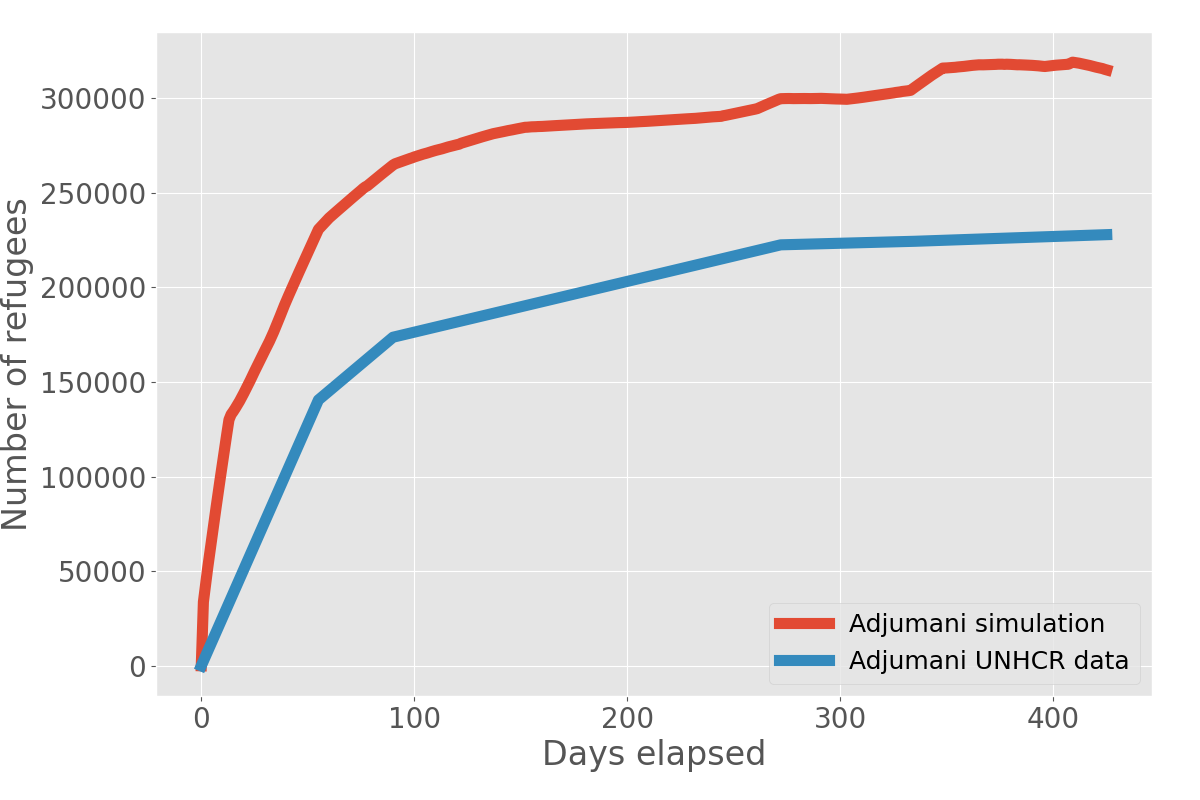 Number of refugees
300000
250000
200000
150000
100000
50000
0
0 100 200 300 400
Days elapsed
Adjumani simulation
Adjumani UNHCR data